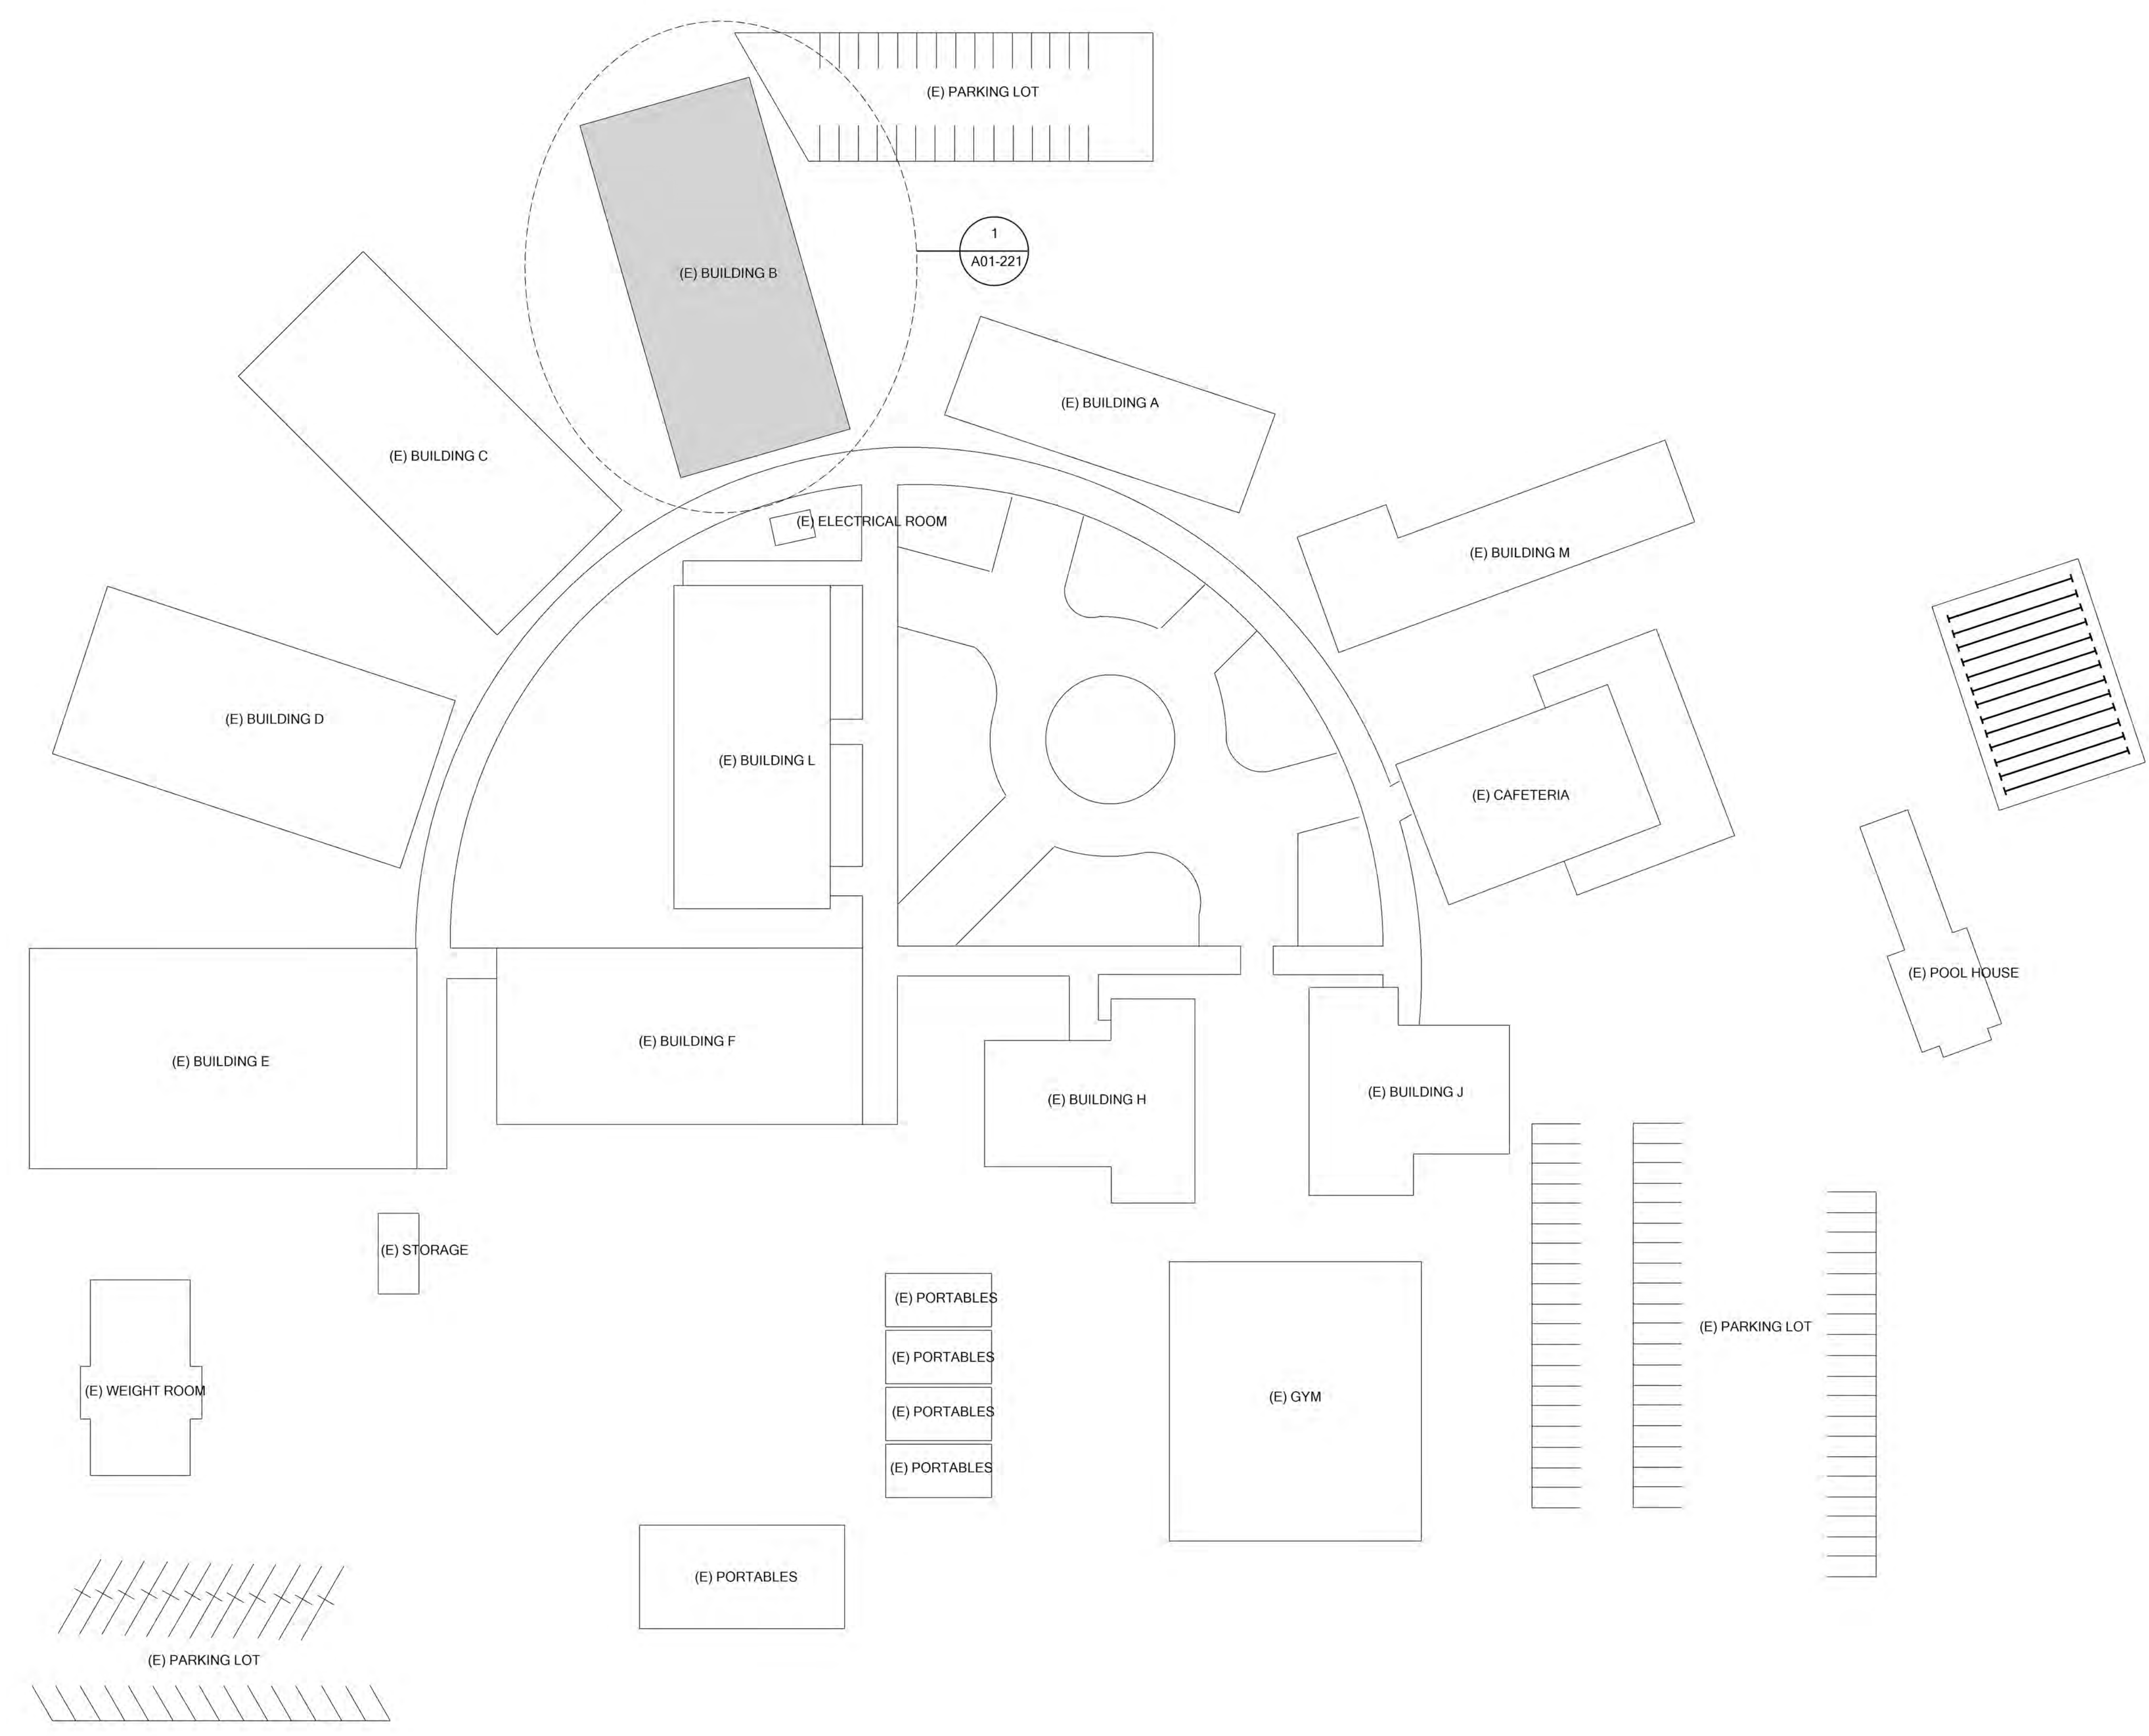 (E) PARKING LOT
1
A01-221
(E) BUILDING B
(E) BUILDING A
(E) BUILDING C
(E) ELECTRICAL ROOM
(E) BUILDING M
(E) BUILDING D
(E) BUILDING L
(E) CAFETERIA
(E) POOL HOUSE
(E) BUILDING E
(E) BUILDING F
(E) BUILDING H
(E) BUILDING J
(E) STORAGE
(E) PORTABLES
(E) PARKING LOT
(E) PORTABLES
(E) WEIGHT ROOM
(E) GYM
(E) PORTABLES
(E) PORTABLES
(E) PORTABLES
(E) PARKING LOT